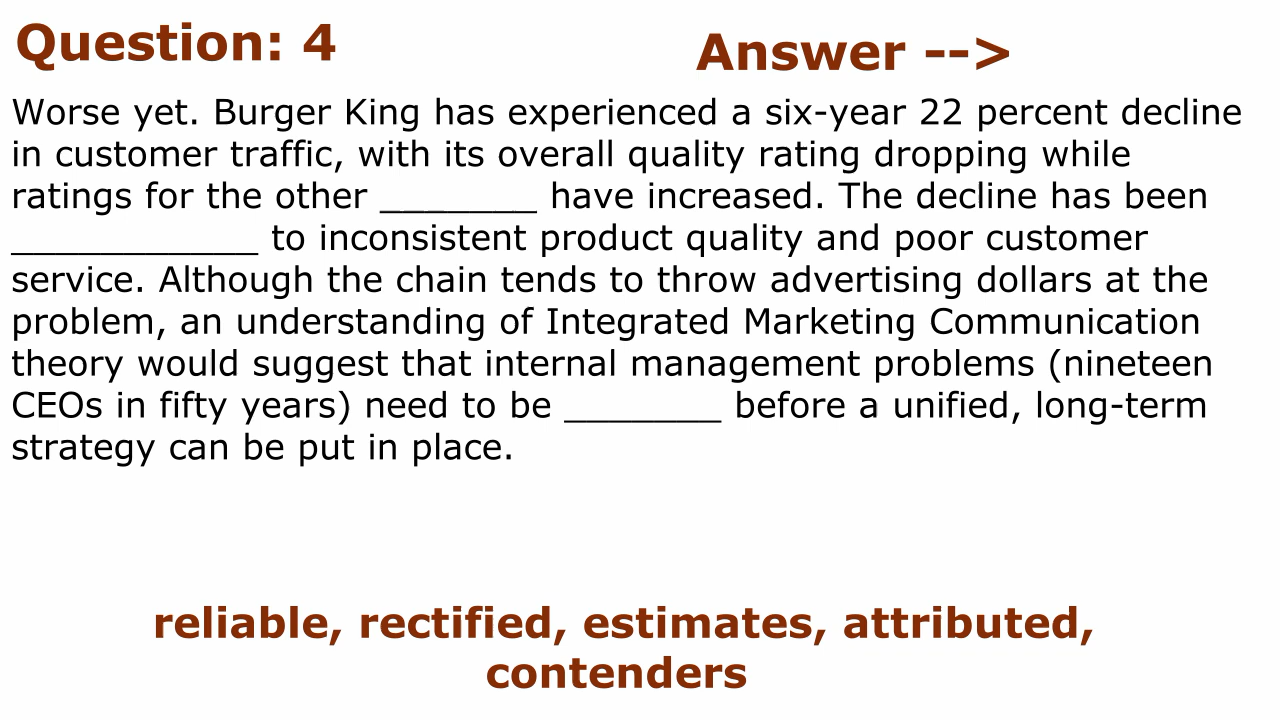 Question: 4
Answer -->
Worse yet. Burger King has experienced a six-year 22 percent decline
in customer traffic, with its overall quality rating dropping while
ratings for the other _______ have increased. The decline has been
___________ to inconsistent product quality and poor customer
service. Although the chain tends to throw advertising dollars at the
problem, an understanding of Integrated Marketing Communication
theory would suggest that internal management problems (nineteen
CEOs in fifty years) need to be _______ before a unified, long-term
strategy can be put in place.
reliable, rectified, estimates, attributed,
contenders